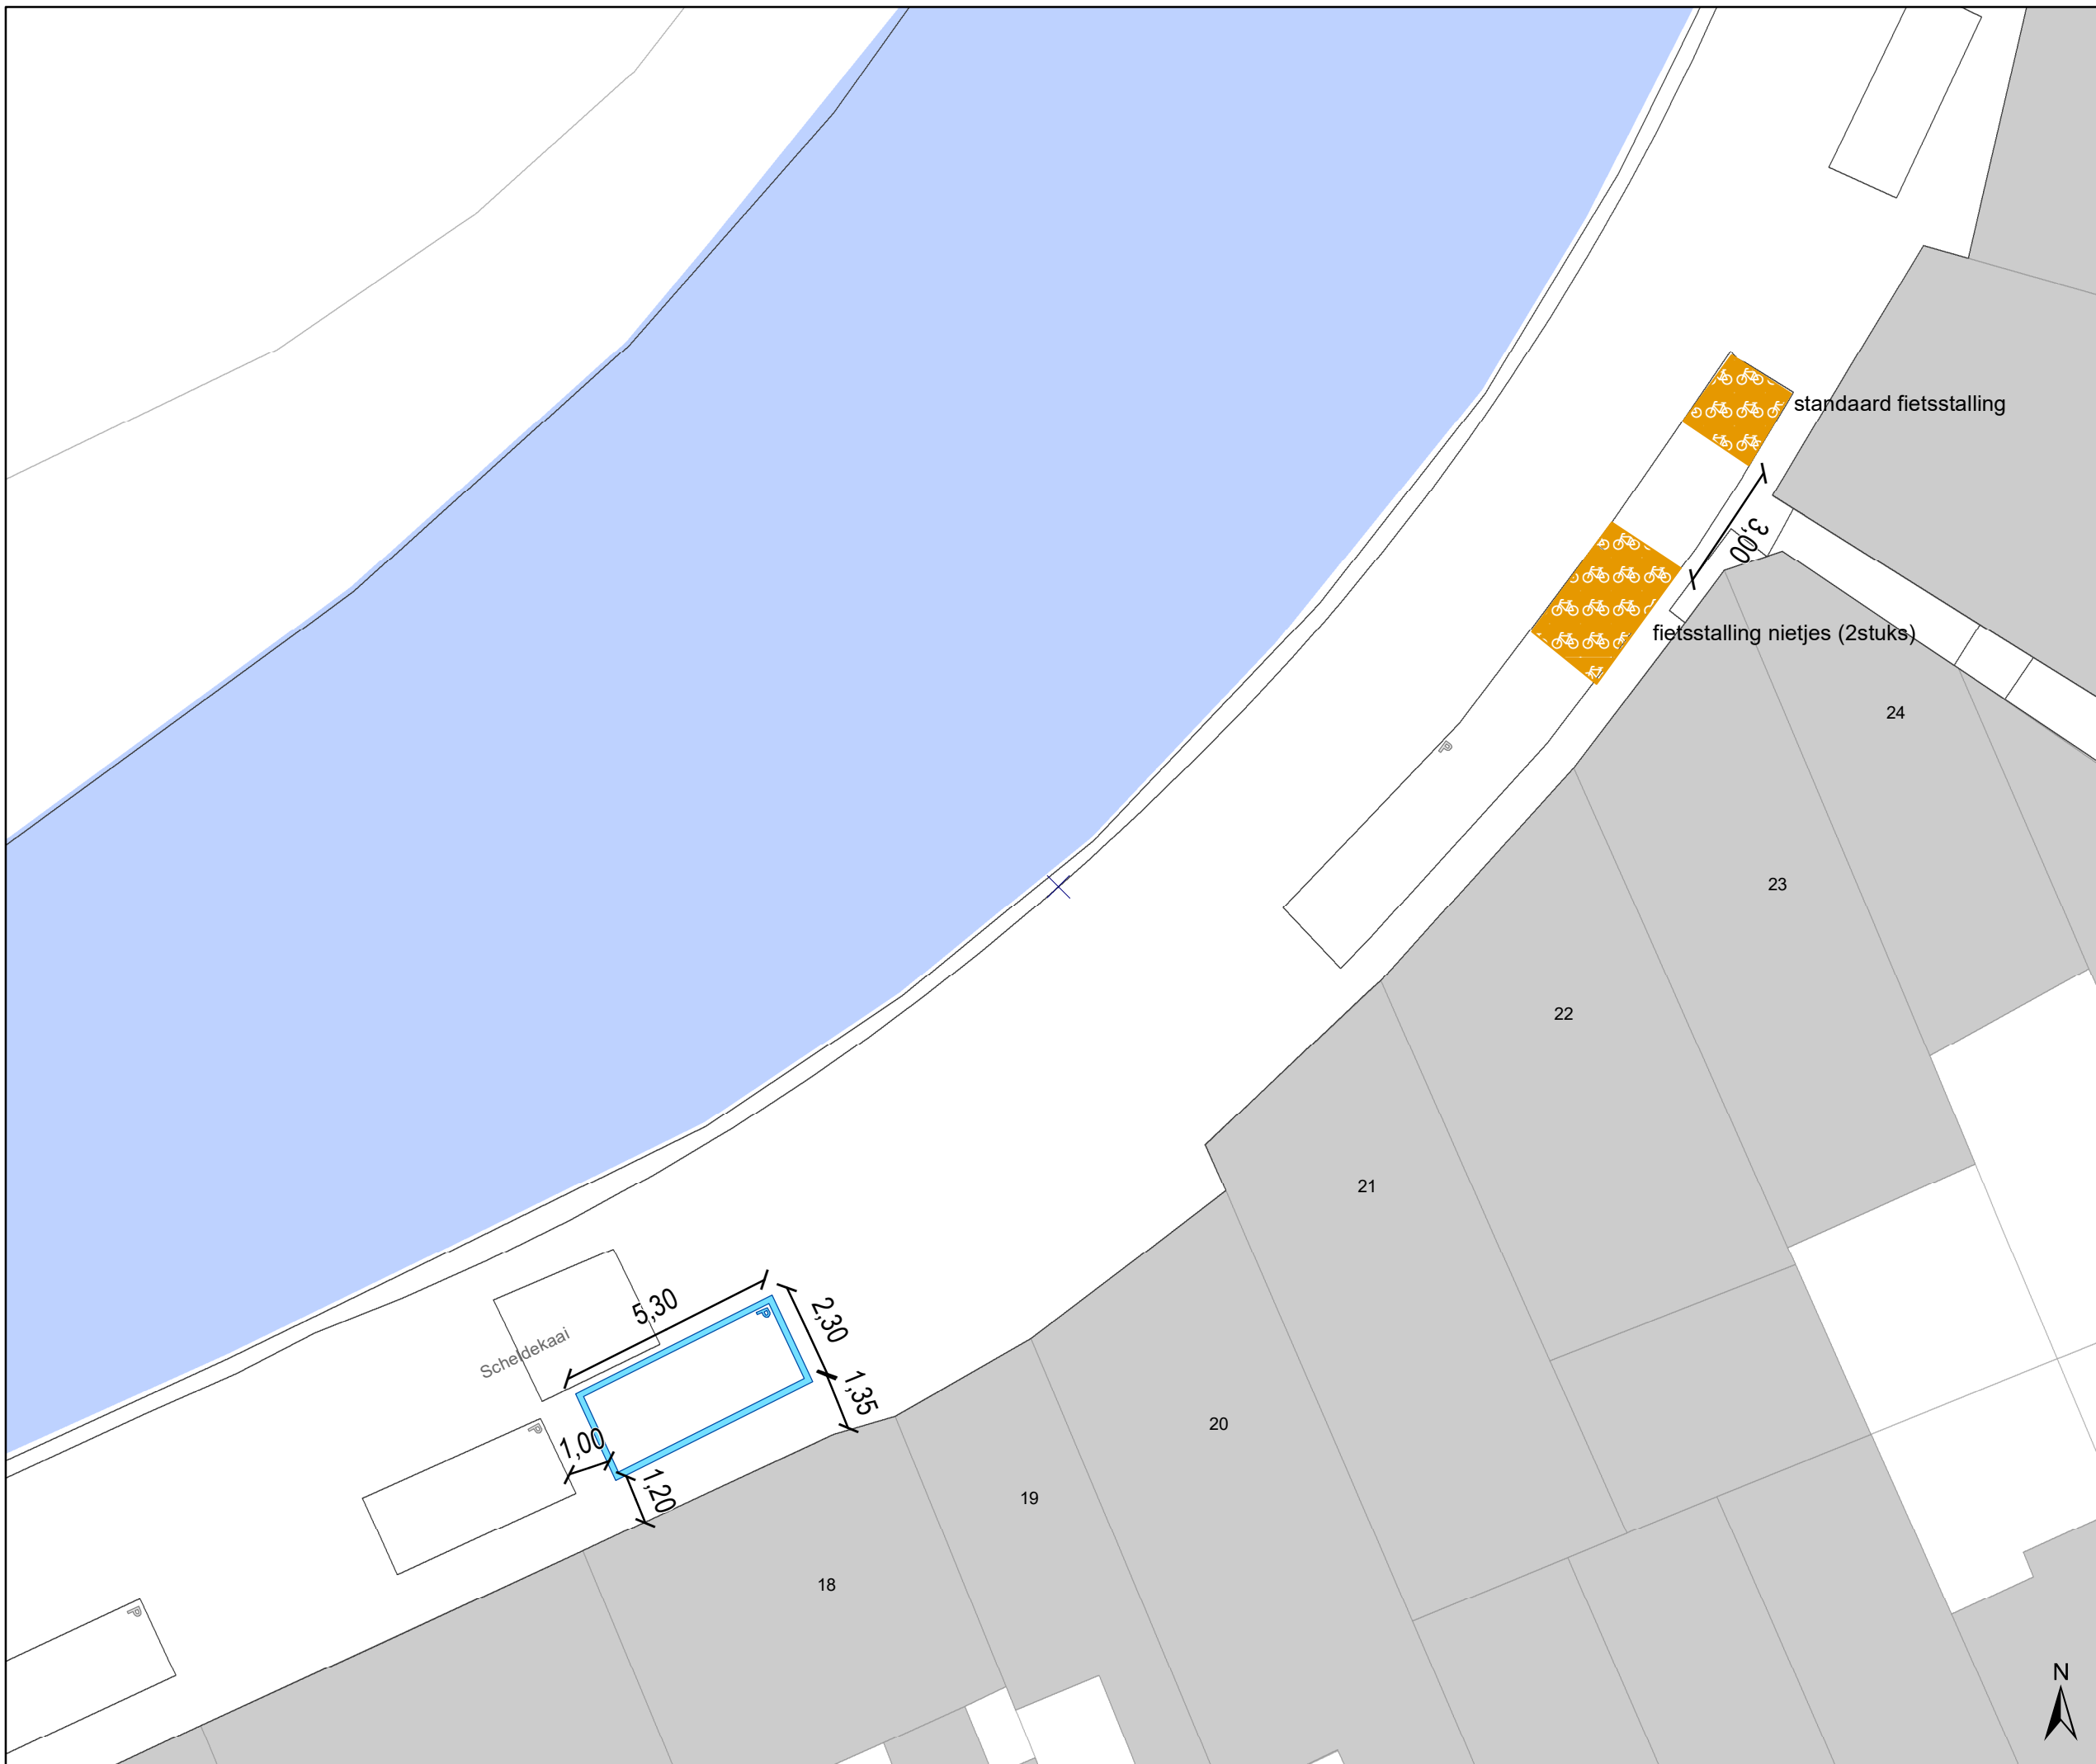 standaard fietsstalling
3,00
fietsstalling nietjes (2stuks)
24
P
23
22
21
5,30
2,30
P
Scheldekaai
1,35
P
1,00
20
1,20
19
18
P
N